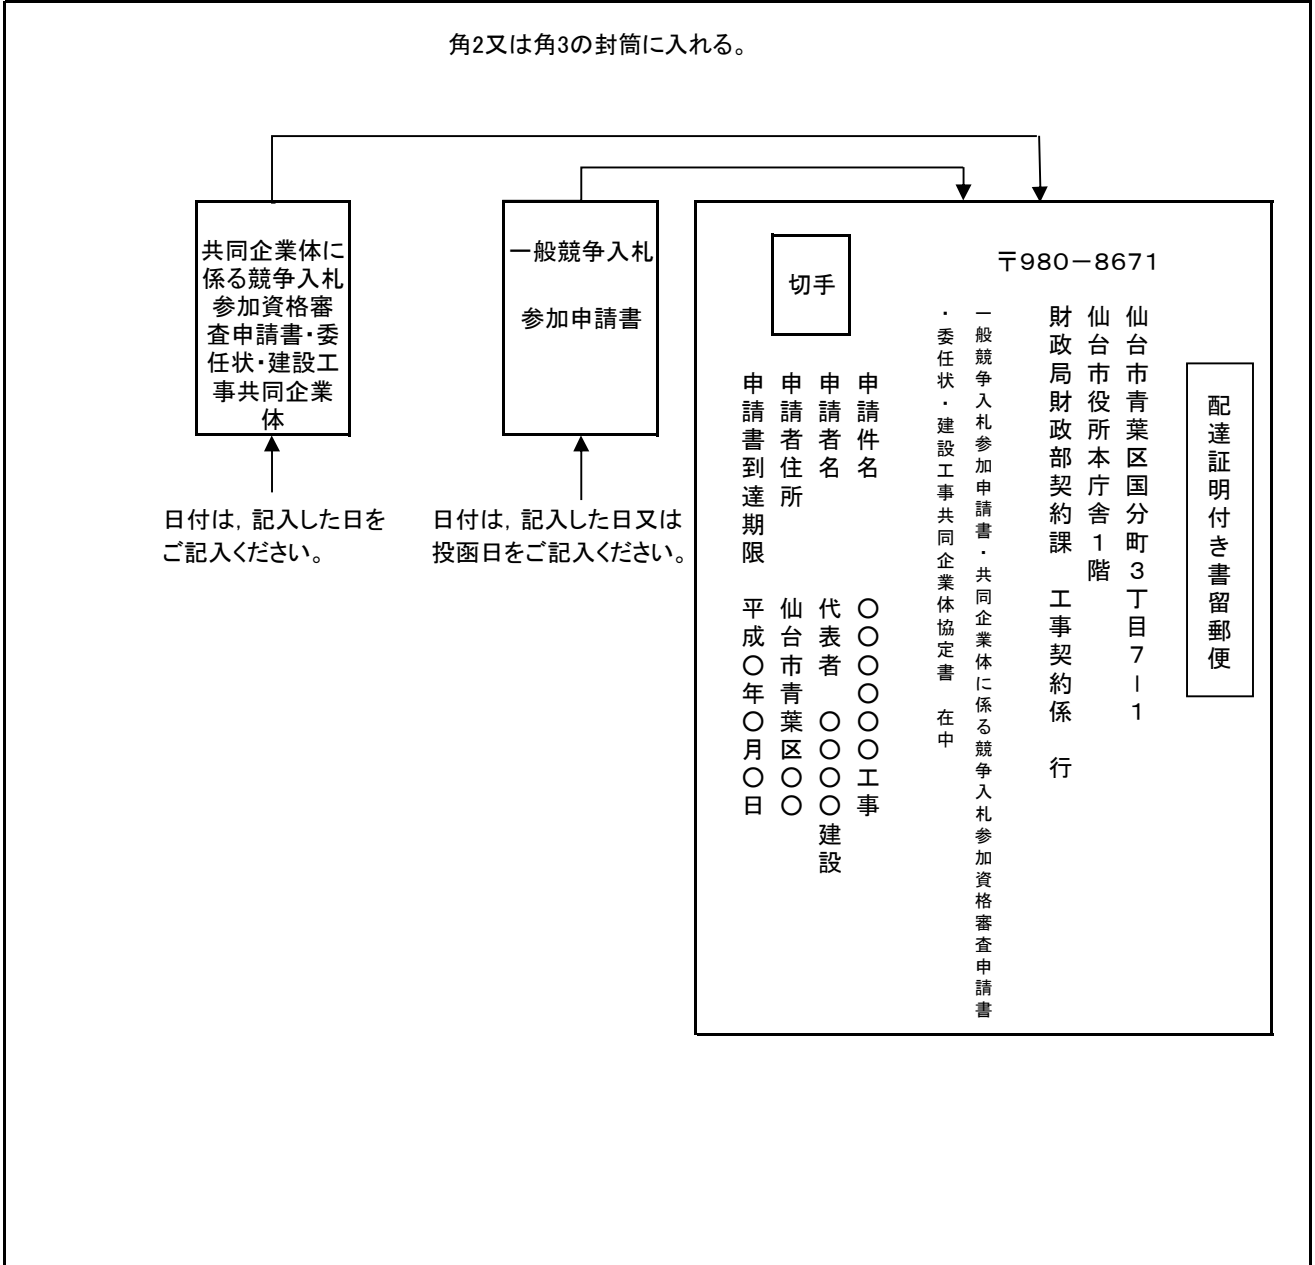 角2又は角3の封筒に入れる。
共同企業体に
係る競争入札
参加資格審
査申請書・委
任状・建設工
事共同企業
体
日付は，記入した日を
ご記入ください。
一般競争入札
参加申請書
日付は，記入した日又は
投函日をご記入ください。
〒980－8671
配達証明付き書留郵便
仙台市青葉区国分町３丁目７－１
仙台市役所本庁舎１階
財政局財政部契約課　工事契約係　行
一般競争入札参加申請書・共同企業体に係る競争入札参加資格審査申請書
・委任状・建設工事共同企業体協定書　在中
切手
申請件名　〇〇〇〇〇〇工事
申請者名　代表者　〇〇〇〇建設
申請者住所　仙台市青葉区〇〇
申請書到達期限　平成〇年〇月〇日